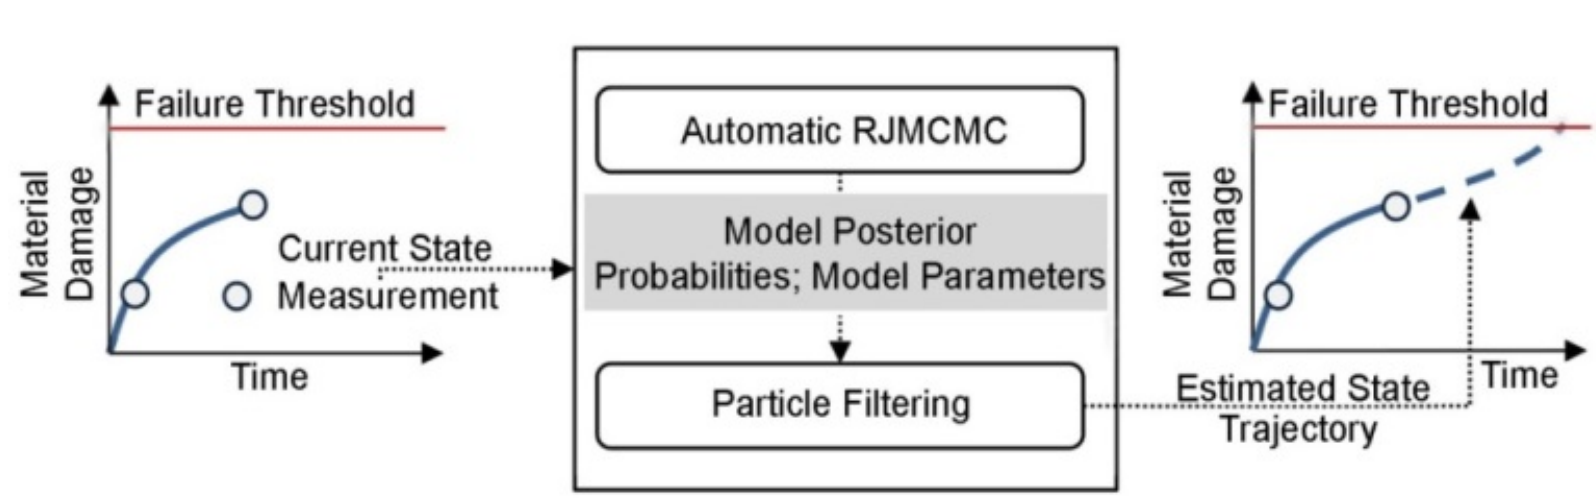 Failure Threshold
Material
Damage
Current State
Measurement
Time
Automatic RJMCMC
Model Posterior
Probabilities; Model Parameters
Particle Filtering
Failure Threshold
Material
Damage
Time
Estimated State
Trajectory